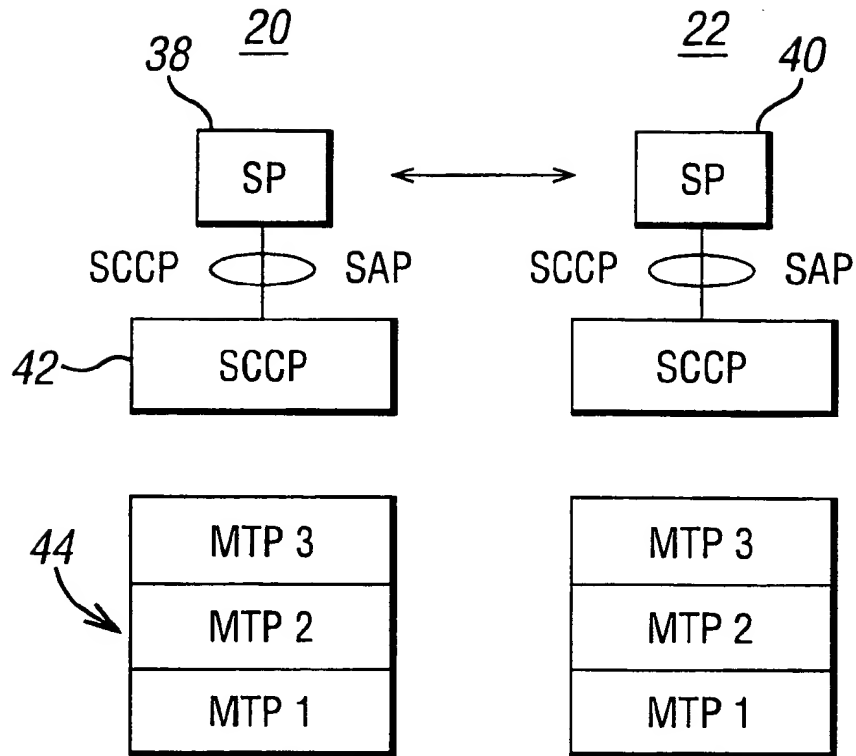 20 22
38 40
SP SP
SCCP SAP SCCP SAP
42 SCCP SCCP
MTP 3 MTP 3
44
MTP 2 MTP 2
MTP 1 MTP 1